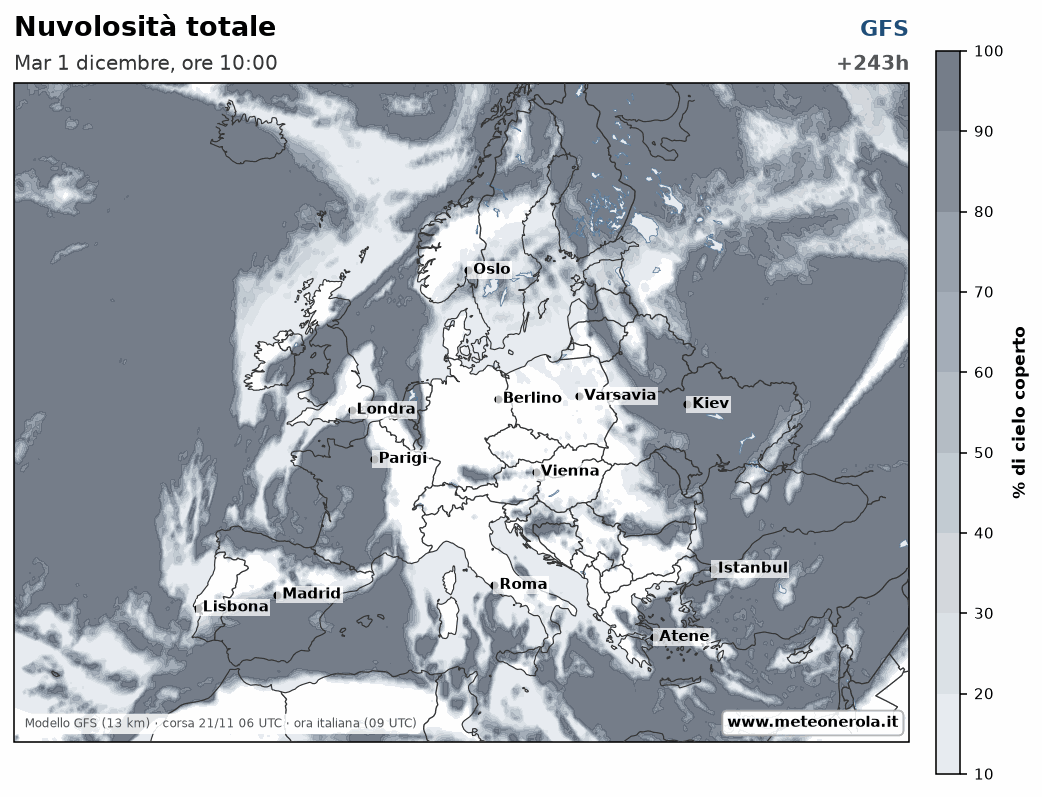 Nuvolosità totale
GFS
Mar 1 dicembre, ore 10:00
+243h
100
90
80
70
60
50
40
30
20
10
% di cielo coperto
Oslo
Berlino
Varsavia
Kiev
Londra
Parigi
Vienna
Istanbul
Roma
Madrid
Lisbona
Atene
Modello GFS (13 km) · corsa 21/11 06 UTC · ora italiana (09 UTC)
www.meteonerola.it